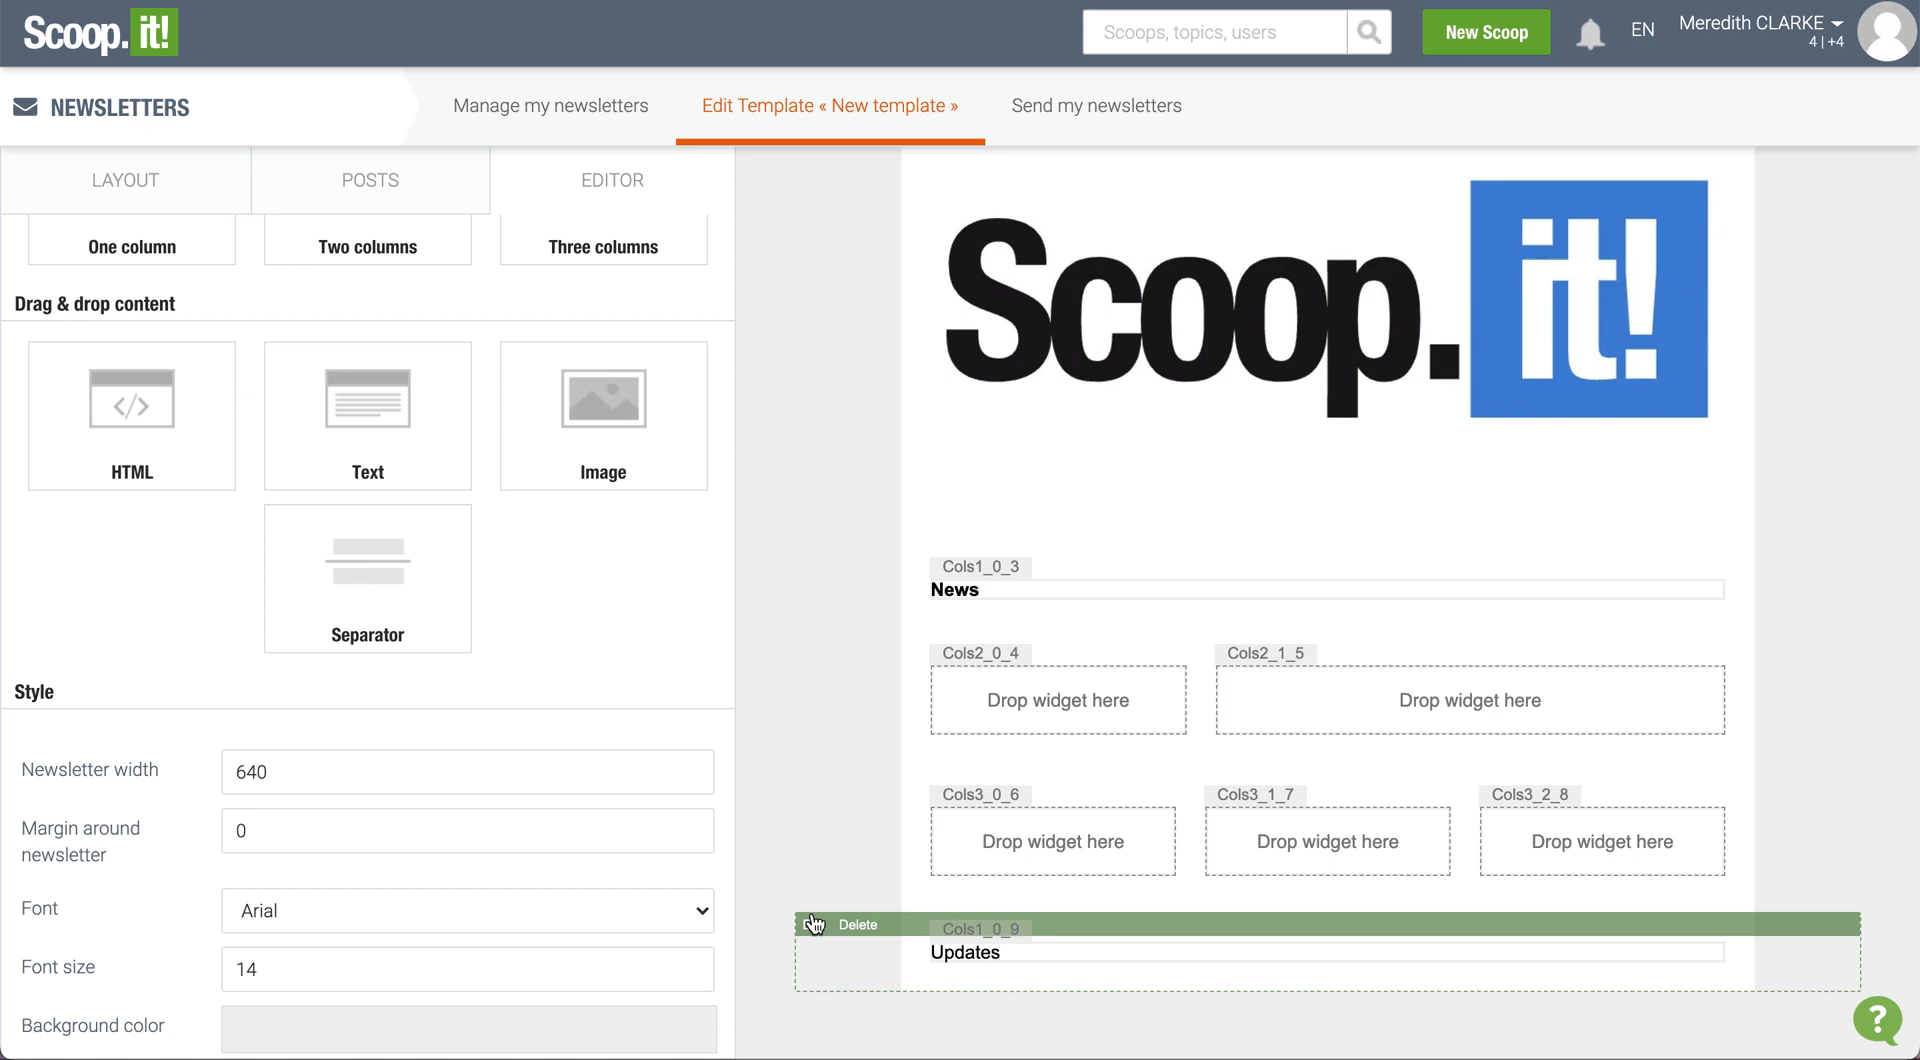 Scoop.it!
Scoops, topics, users
New Scoop
EN
Meredith CLARKE
4 | +4
NEWSLETTERS
Manage my newsletters
Edit Template « New template »
Send my newsletters
LAYOUT
POSTS
EDITOR
One column
Two columns
Three columns
Drag & drop content
</>
HTML
Text
Image
Separator
Style
Newsletter width
640
Margin around
newsletter
0
Font
Arial
Font size
14
Background color
Scoop.it!
Cols1_0_3
News
Cols2_0_4
Cols2_1_5
Drop widget here
Drop widget here
Cols3_0_6
Cols3_1_7
Cols3_2_8
Drop widget here
Drop widget here
Drop widget here
Delete
Cols1_0_9
Updates
?